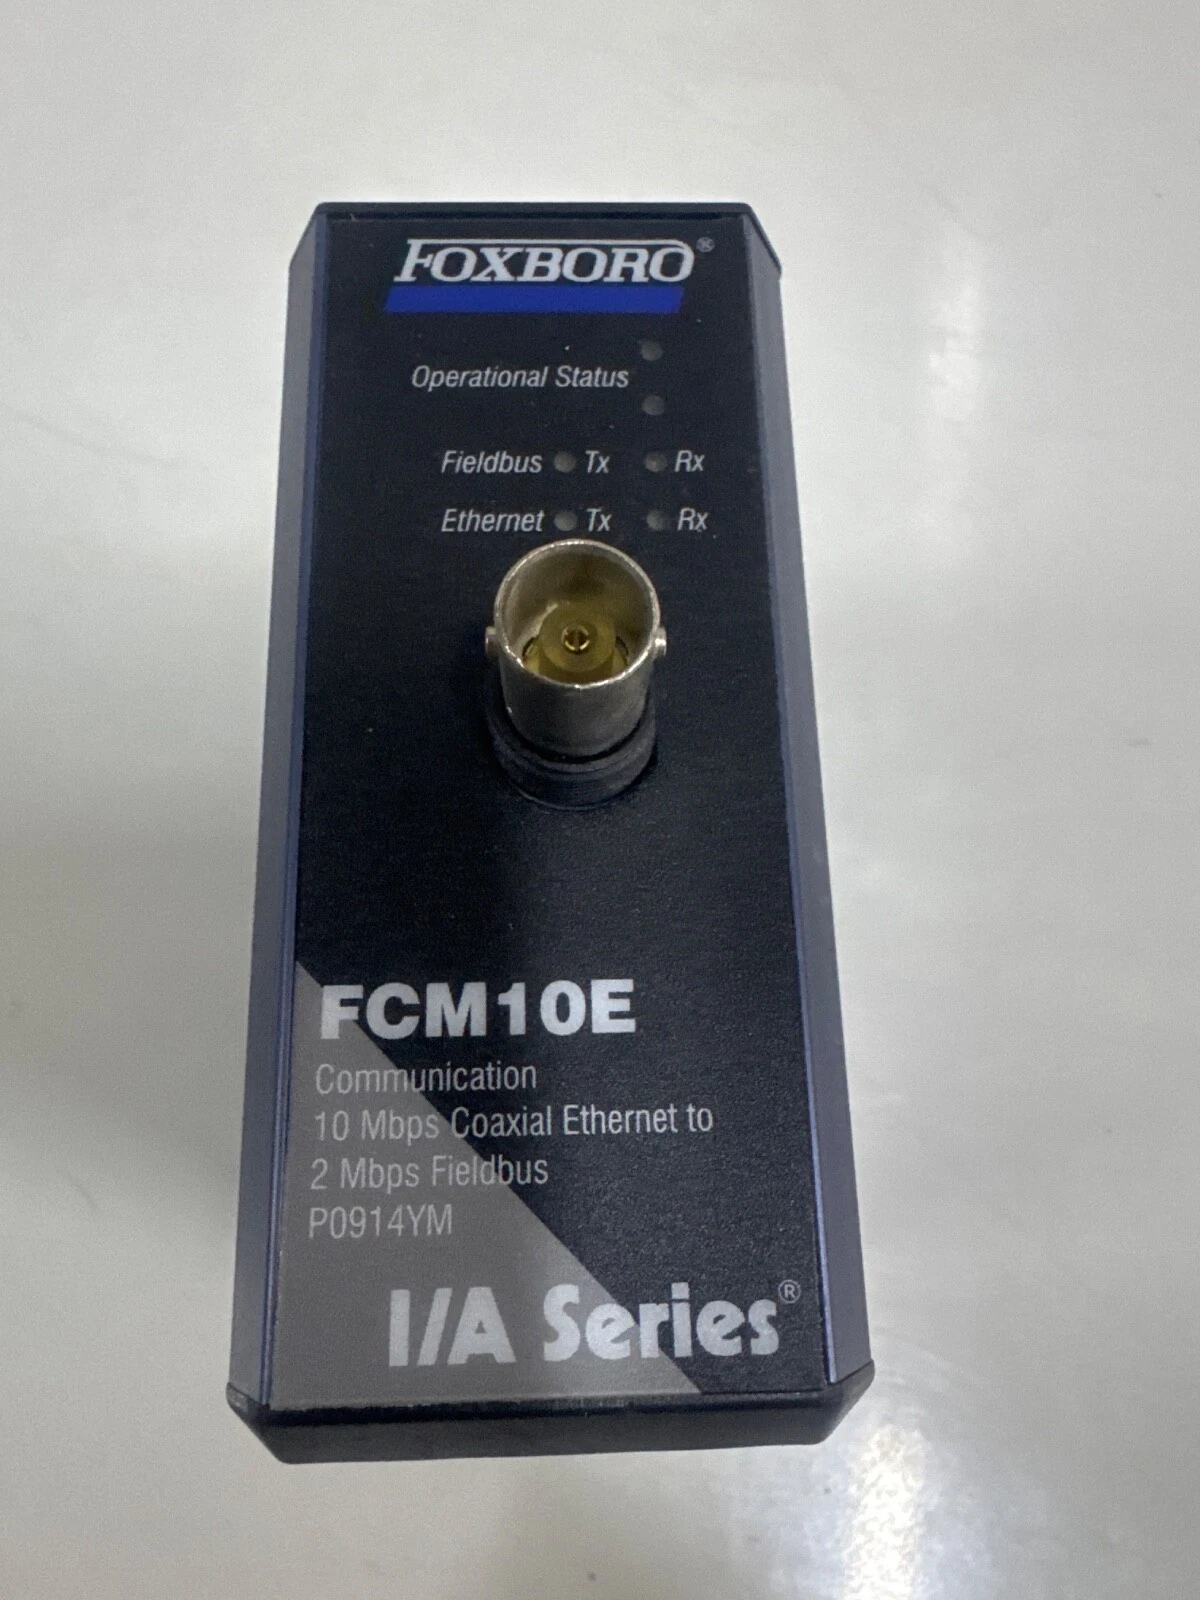 FOXBORO®
Operational Status
Fieldbus Tx Rx
Ethernet Tx Rx
FCM10E
Communication
10 Mbps Coaxial Ethernet to
2 Mbps Fieldbus
P0914YM
I/A Series®